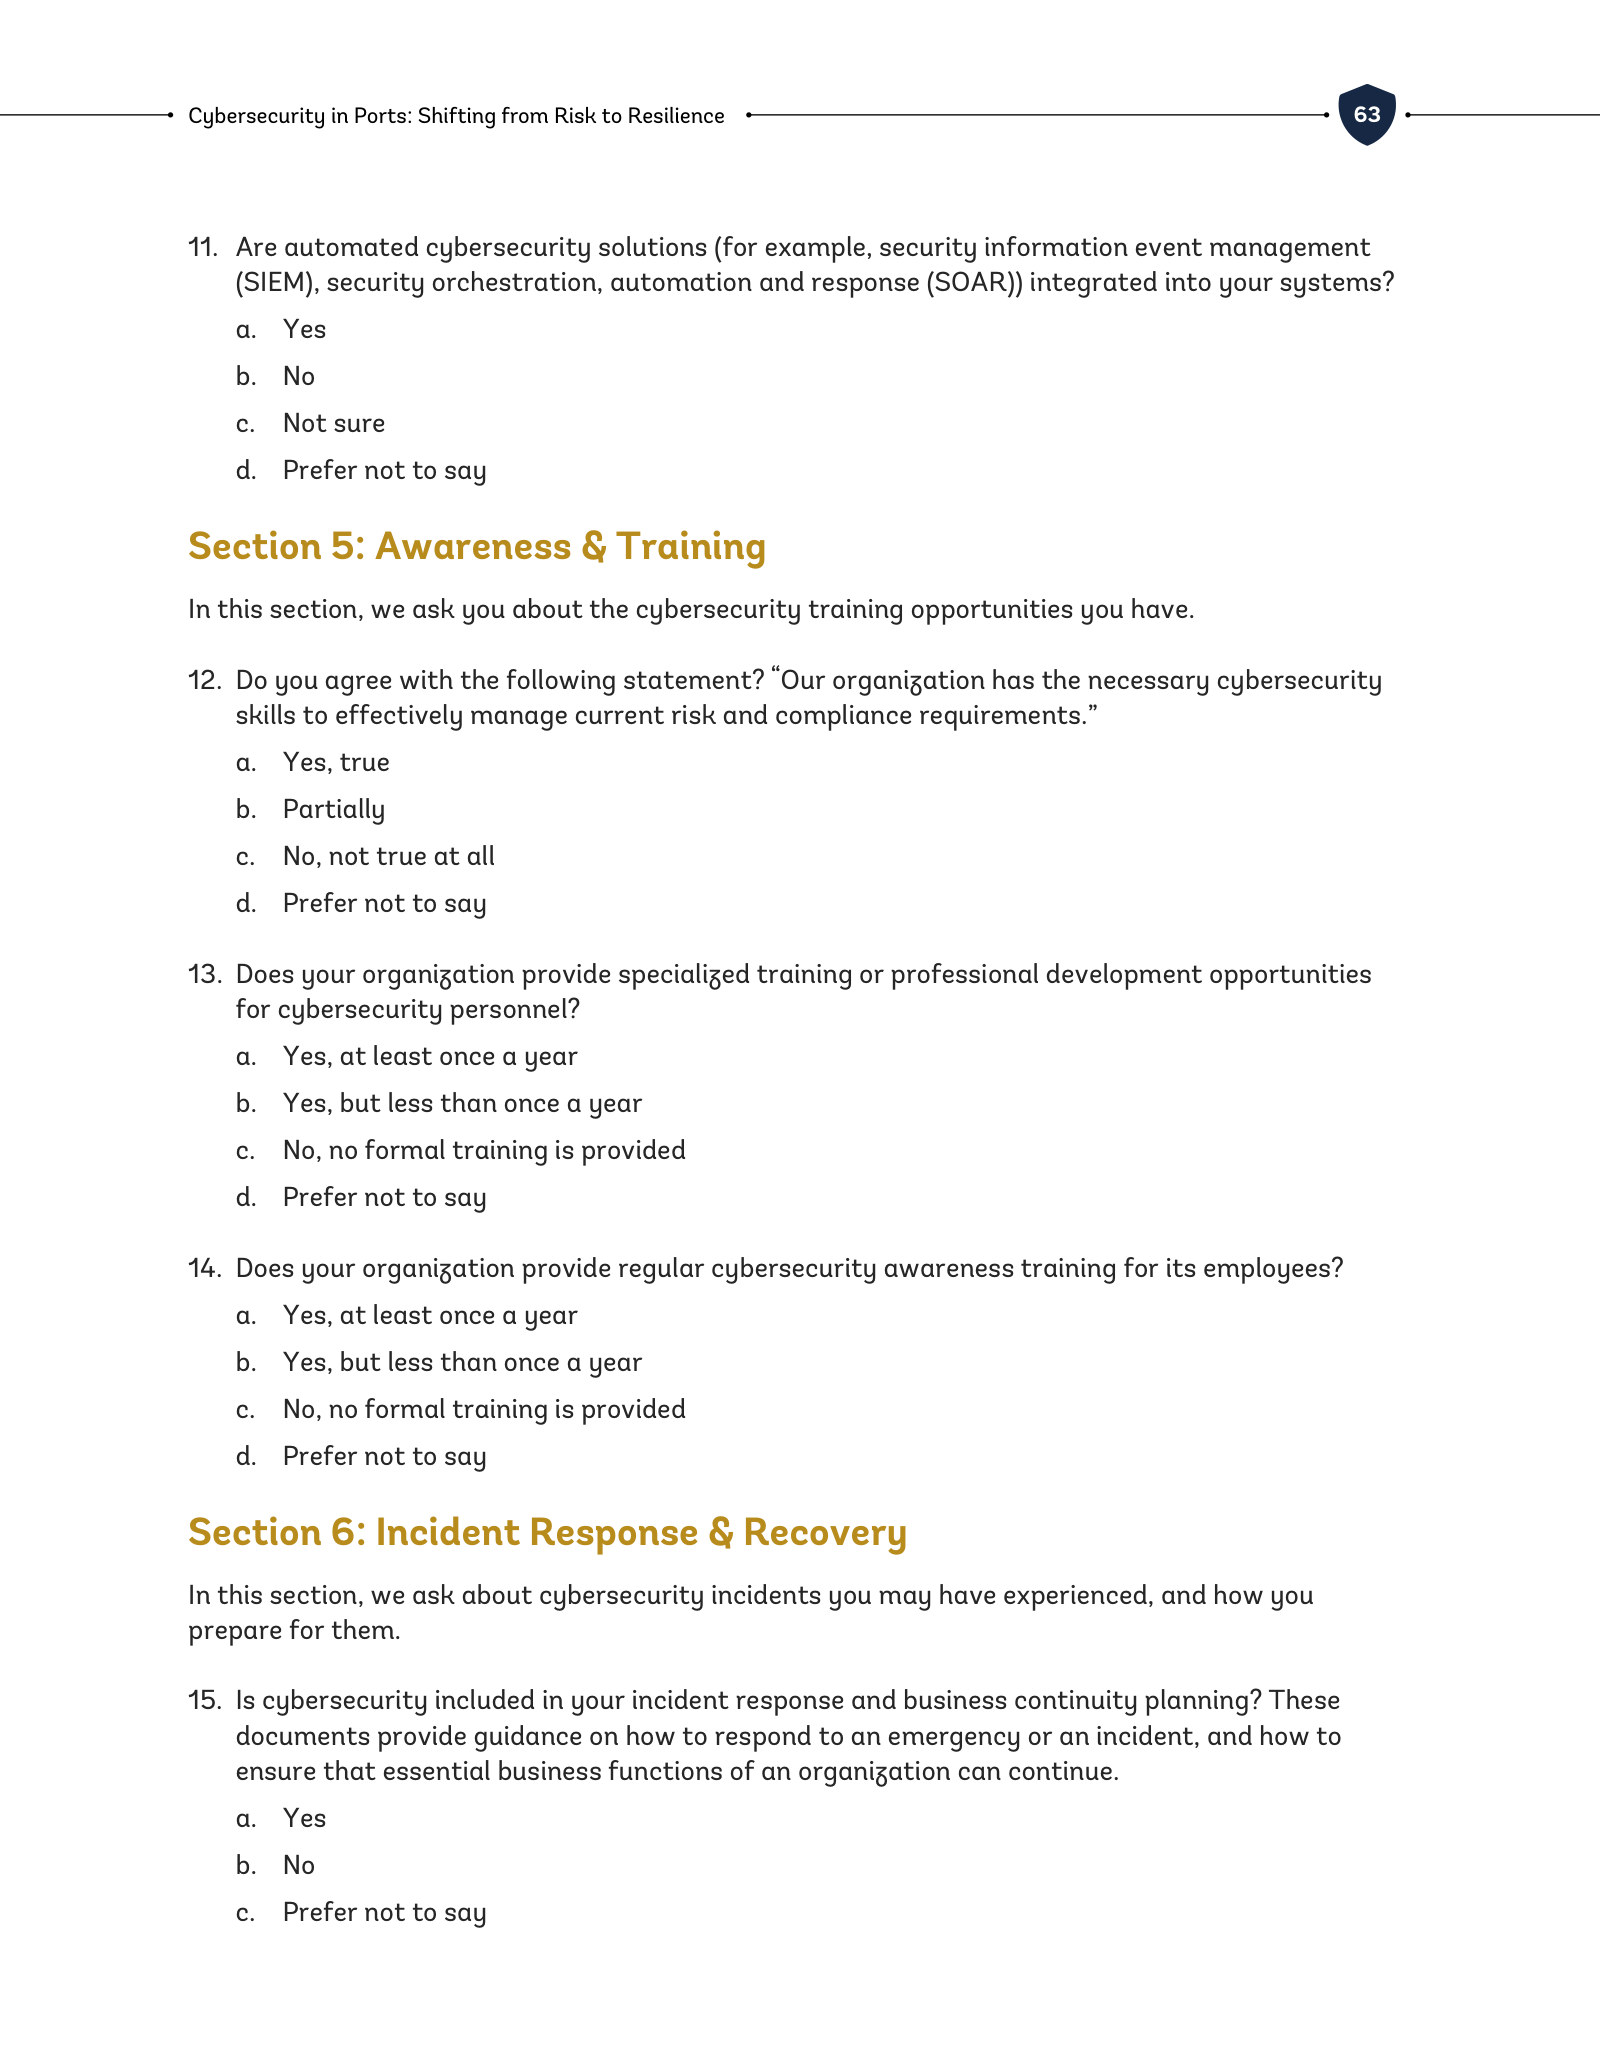 Cybersecurity in Ports: Shifting from Risk to Resilience
63
11. Are automated cybersecurity solutions (for example, security information event management
(SIEM), security orchestration, automation and response (SOAR)) integrated into your systems?
a. Yes
b. No
c. Not sure
d. Prefer not to say
Section 5: Awareness & Training
In this section, we ask you about the cybersecurity training opportunities you have.
12. Do you agree with the following statement? “Our organization has the necessary cybersecurity
skills to effectively manage current risk and compliance requirements.”
a. Yes, true
b. Partially
c. No, not true at all
d. Prefer not to say
13. Does your organization provide specialized training or professional development opportunities
for cybersecurity personnel?
a. Yes, at least once a year
b. Yes, but less than once a year
c. No, no formal training is provided
d. Prefer not to say
14. Does your organization provide regular cybersecurity awareness training for its employees?
a. Yes, at least once a year
b. Yes, but less than once a year
c. No, no formal training is provided
d. Prefer not to say
Section 6: Incident Response & Recovery
In this section, we ask about cybersecurity incidents you may have experienced, and how you
prepare for them.
15. Is cybersecurity included in your incident response and business continuity planning? These
documents provide guidance on how to respond to an emergency or an incident, and how to
ensure that essential business functions of an organization can continue.
a. Yes
b. No
c. Prefer not to say